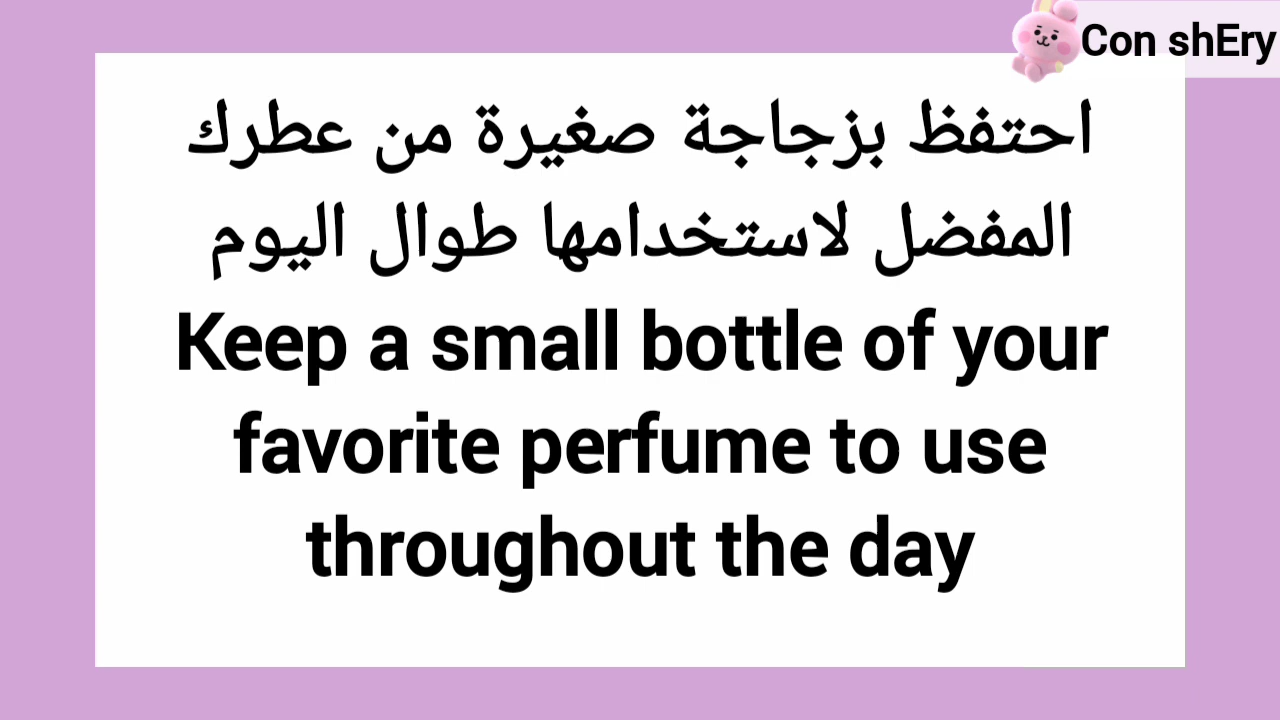 Con shEry
احتفظ بزجاجة صغيرة من عطرك
المفضل لاستخدامها طوال اليوم
Keep a small bottle of your
favorite perfume to use
throughout the day